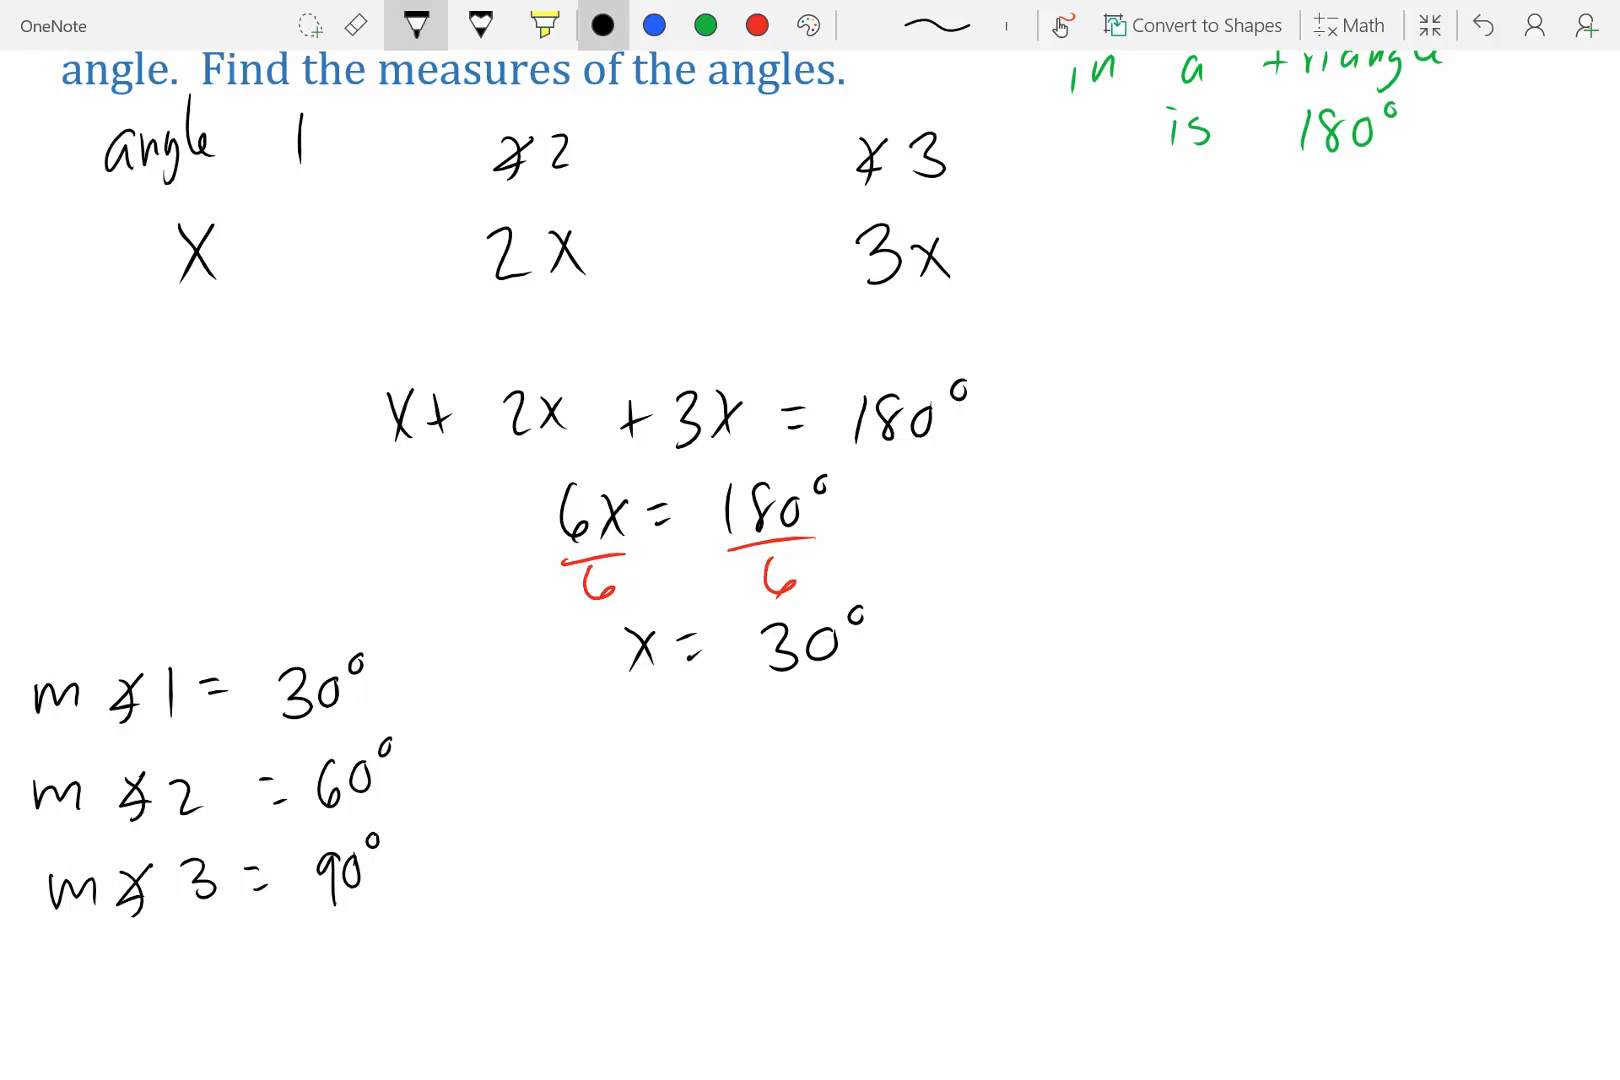 OneNote Convert to Shapes Math
angle. Find the measures of the angles.
in a triangle
is 180°
angle 1 ∡2 ∡3
x 2x 3x
x + 2x + 3x = 180°
6x = 180°
6 6
x = 30°
m∡1 = 30°
m∡2 = 60°
m∡3 = 90°